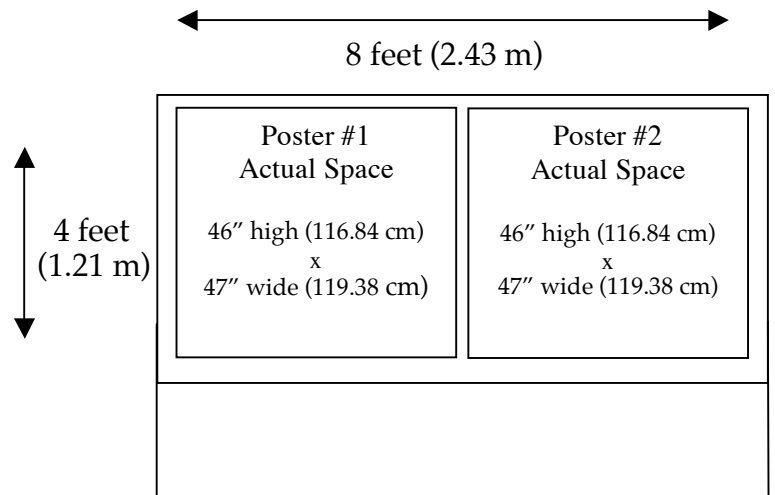 8 feet (2.43 m)
4 feet
(1.21 m)
Poster #1
Actual Space
46″ high (116.84 cm)
x
47″ wide (119.38 cm)
Poster #2
Actual Space
46″ high (116.84 cm)
x
47″ wide (119.38 cm)